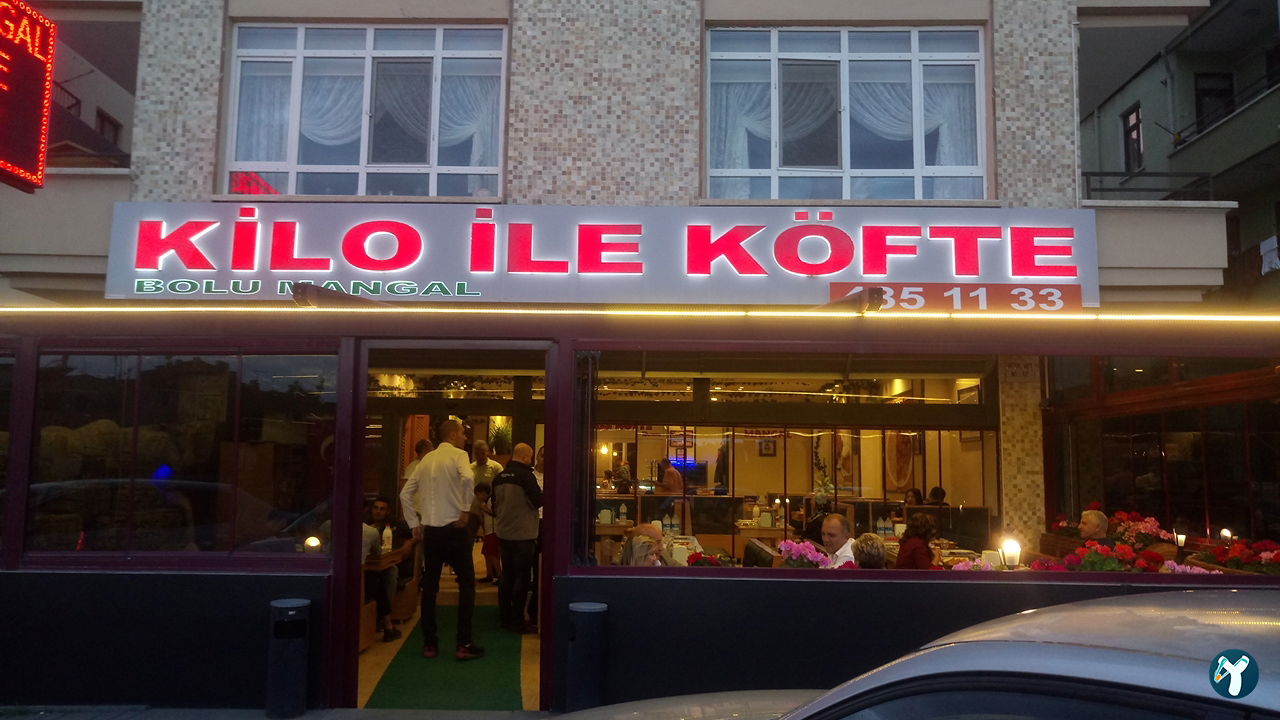 KİLO İLE KÖFTE
BOLU MANGAL
435 11 33